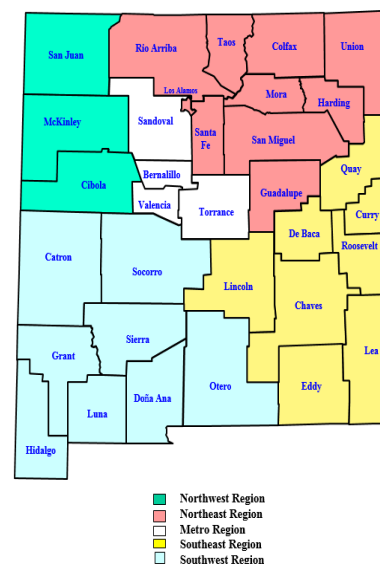 San Juan
Rio Arriba
Taos
Colfax
Union
Los Alamos
Mora
Harding
McKinley
Sandoval
Santa
Fe
San Miguel
Quay
Bernalillo
Cibola
Guadalupe
Valencia
Torrance
Curry
De Baca
Roosevelt
Catron
Socorro
Lincoln
Chaves
Sierra
Lea
Grant
Otero
Eddy
Luna
Doña Ana
Hidalgo
Northwest Region
Northeast Region
Metro Region
Southeast Region
Southwest Region